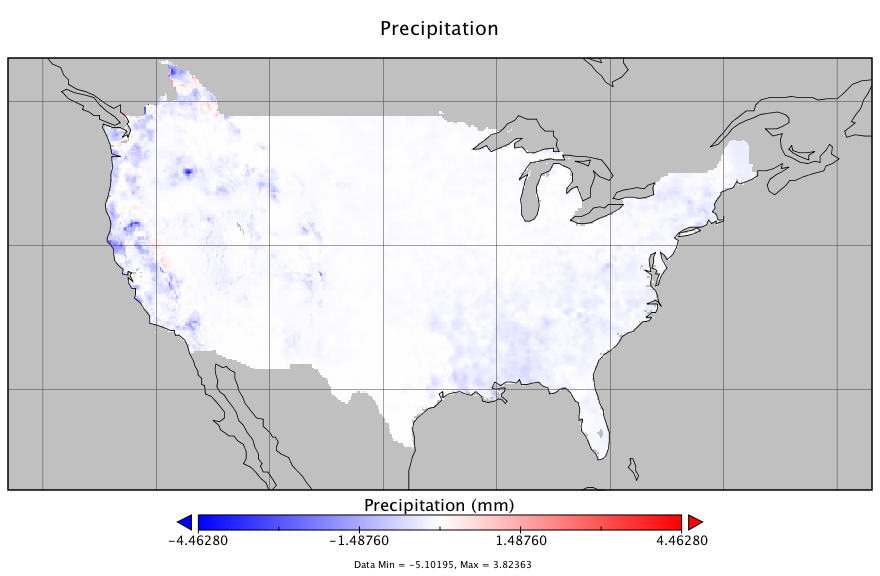 Precipitation
Precipitation (mm)
−4.46280 −1.48760 1.48760 4.46280
Data Min = −5.10195, Max = 3.82363